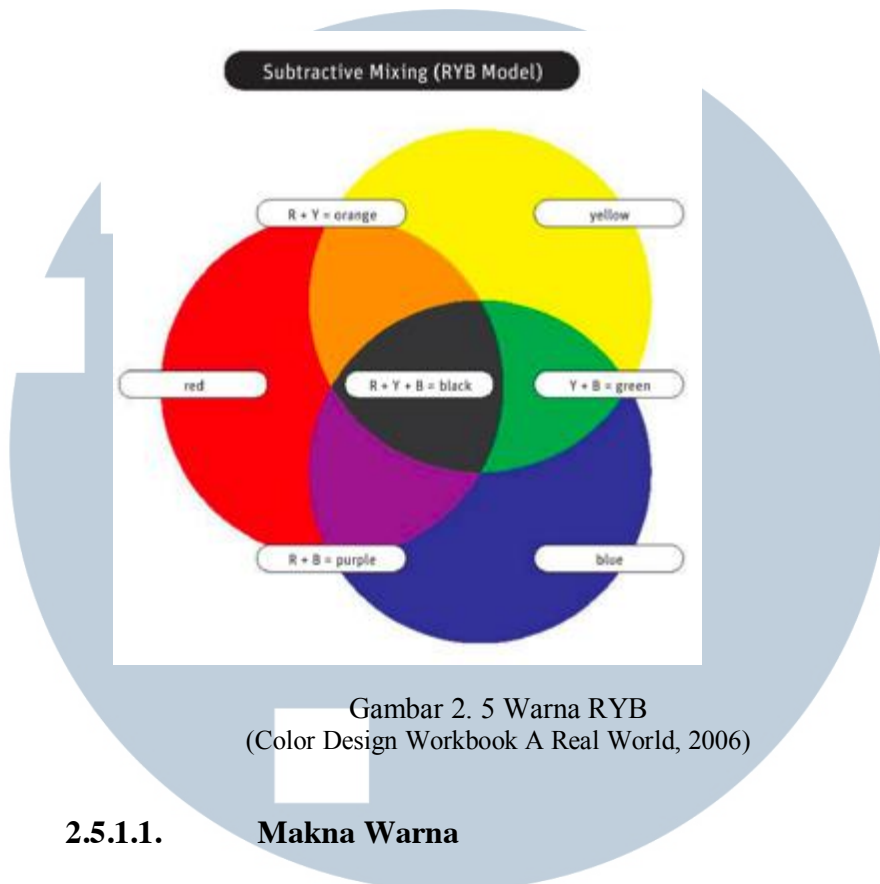 Subtractive Mixing (RYB Model)
R + Y = orange
yellow
red
R + Y + B = black
Y + B = green
R + B = purple
blue
Gambar 2. 5 Warna RYB
(Color Design Workbook A Real World, 2006)
2.5.1.1. Makna Warna